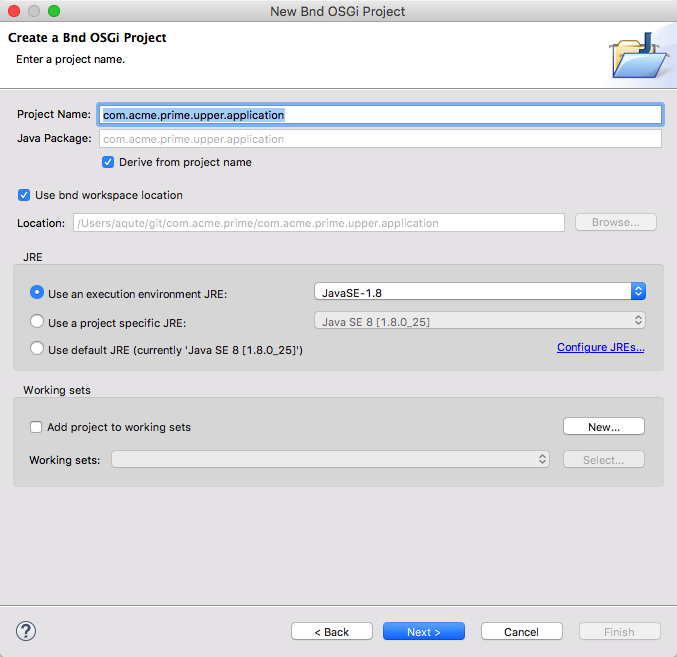 New Bnd OSGi Project
Create a Bnd OSGi Project
Enter a project name.
Project Name: com.acme.prime.upper.application
Java Package: com.acme.prime.upper.application
Derive from project name
Use bnd workspace location
Location: /Users/aqute/git/com.acme.prime/com.acme.prime.upper.application Browse...
JRE
Use an execution environment JRE: JavaSE-1.8
Use a project specific JRE: Java SE 8 [1.8.0_25]
Use default JRE (currently 'Java SE 8 [1.8.0_25]') Configure JREs...
Working sets
Add project to working sets New...
Working sets: Select...
? < Back Next > Cancel Finish